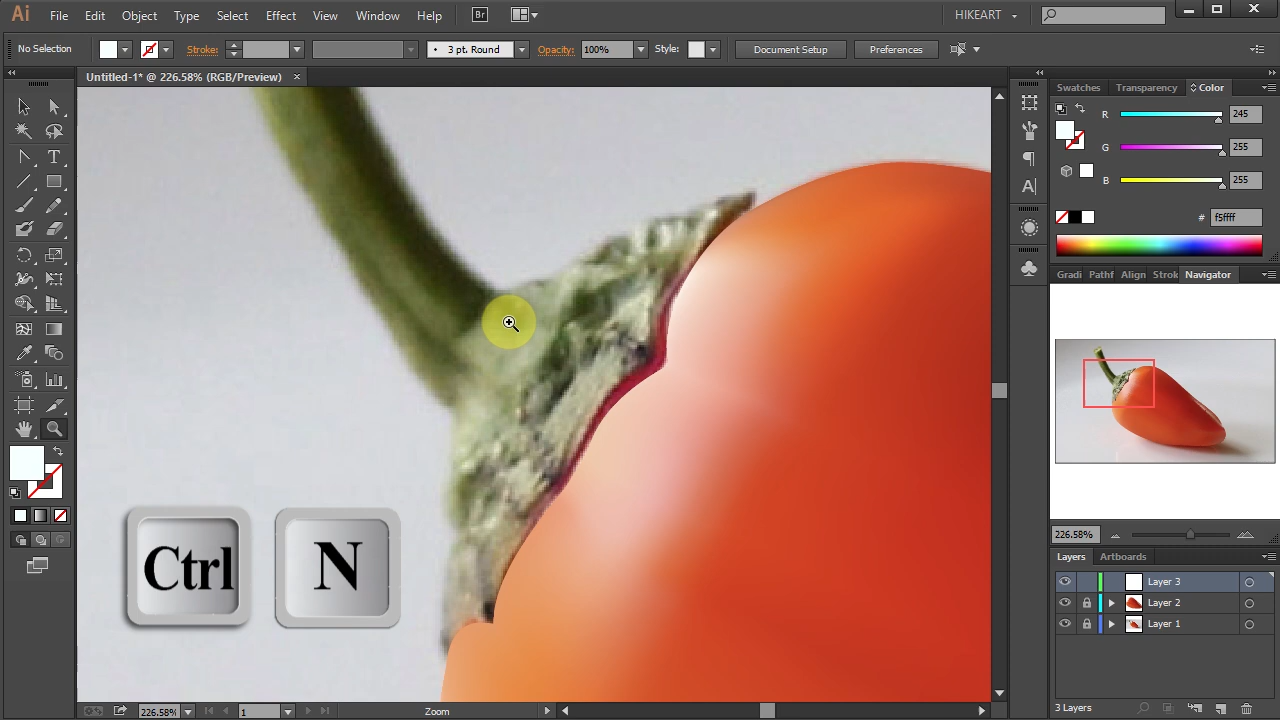 Ai File Edit Object Type Select Effect View Window Help Br HIKEART
No Selection Stroke: 3 pt. Round Opacity: 100% Style: Document Setup Preferences
Untitled-1* @ 226.58% (RGB/Preview) ×
Swatches Transparency Color
R 245
G 255
B 255
# f5ffff
Gradi Pathf Align Strok Navigator
226.58%
Layers Artboards
Layer 3
Layer 2
Layer 1
3 Layers
Ctrl N
226.58% 1 Zoom